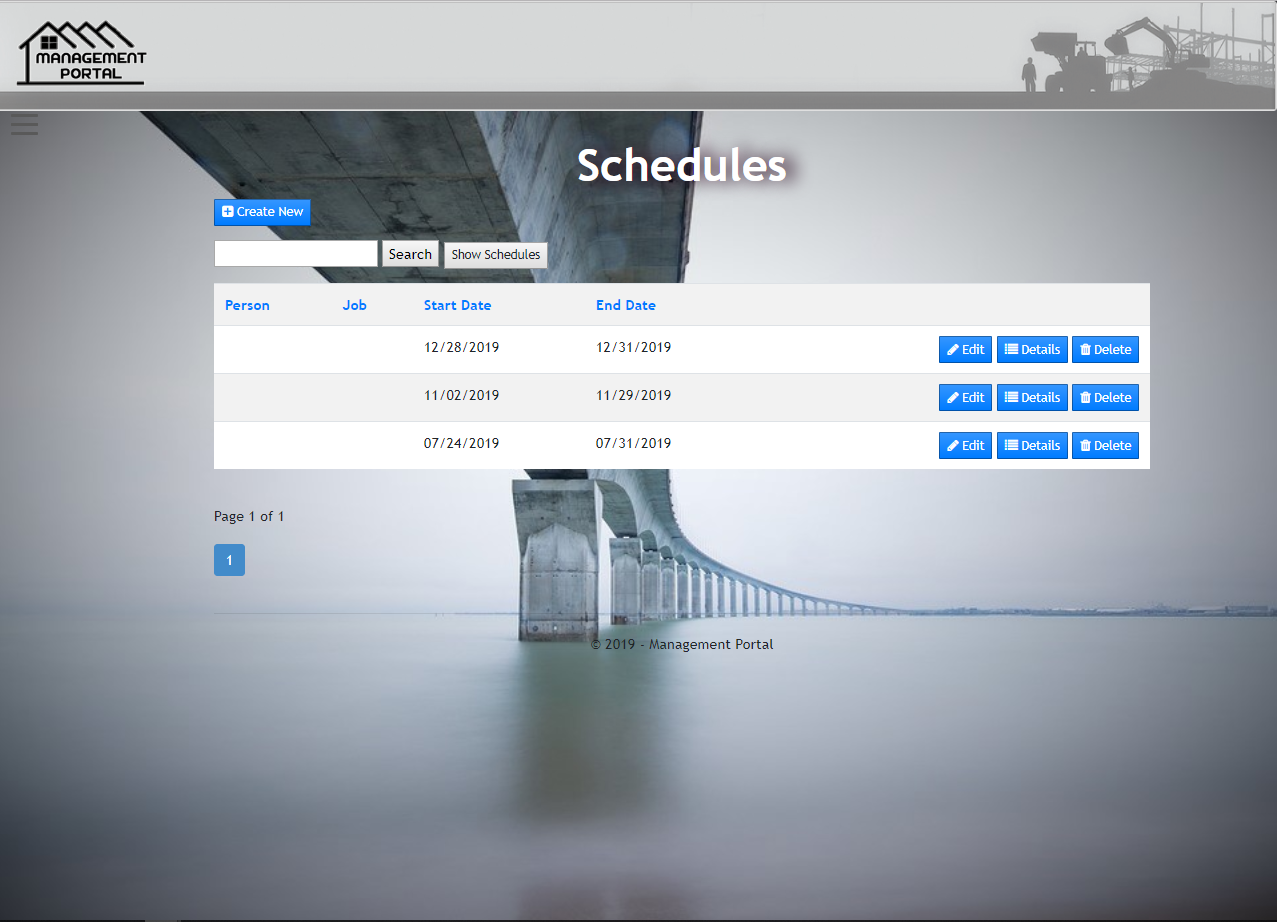 MANAGEMENT
PORTAL
Schedules
Create New
Search Show Schedules
Person Job Start Date End Date
12/28/2019 12/31/2019 Edit Details Delete
11/02/2019 11/29/2019 Edit Details Delete
07/24/2019 07/31/2019 Edit Details Delete
Page 1 of 1
1
© 2019 - Management Portal